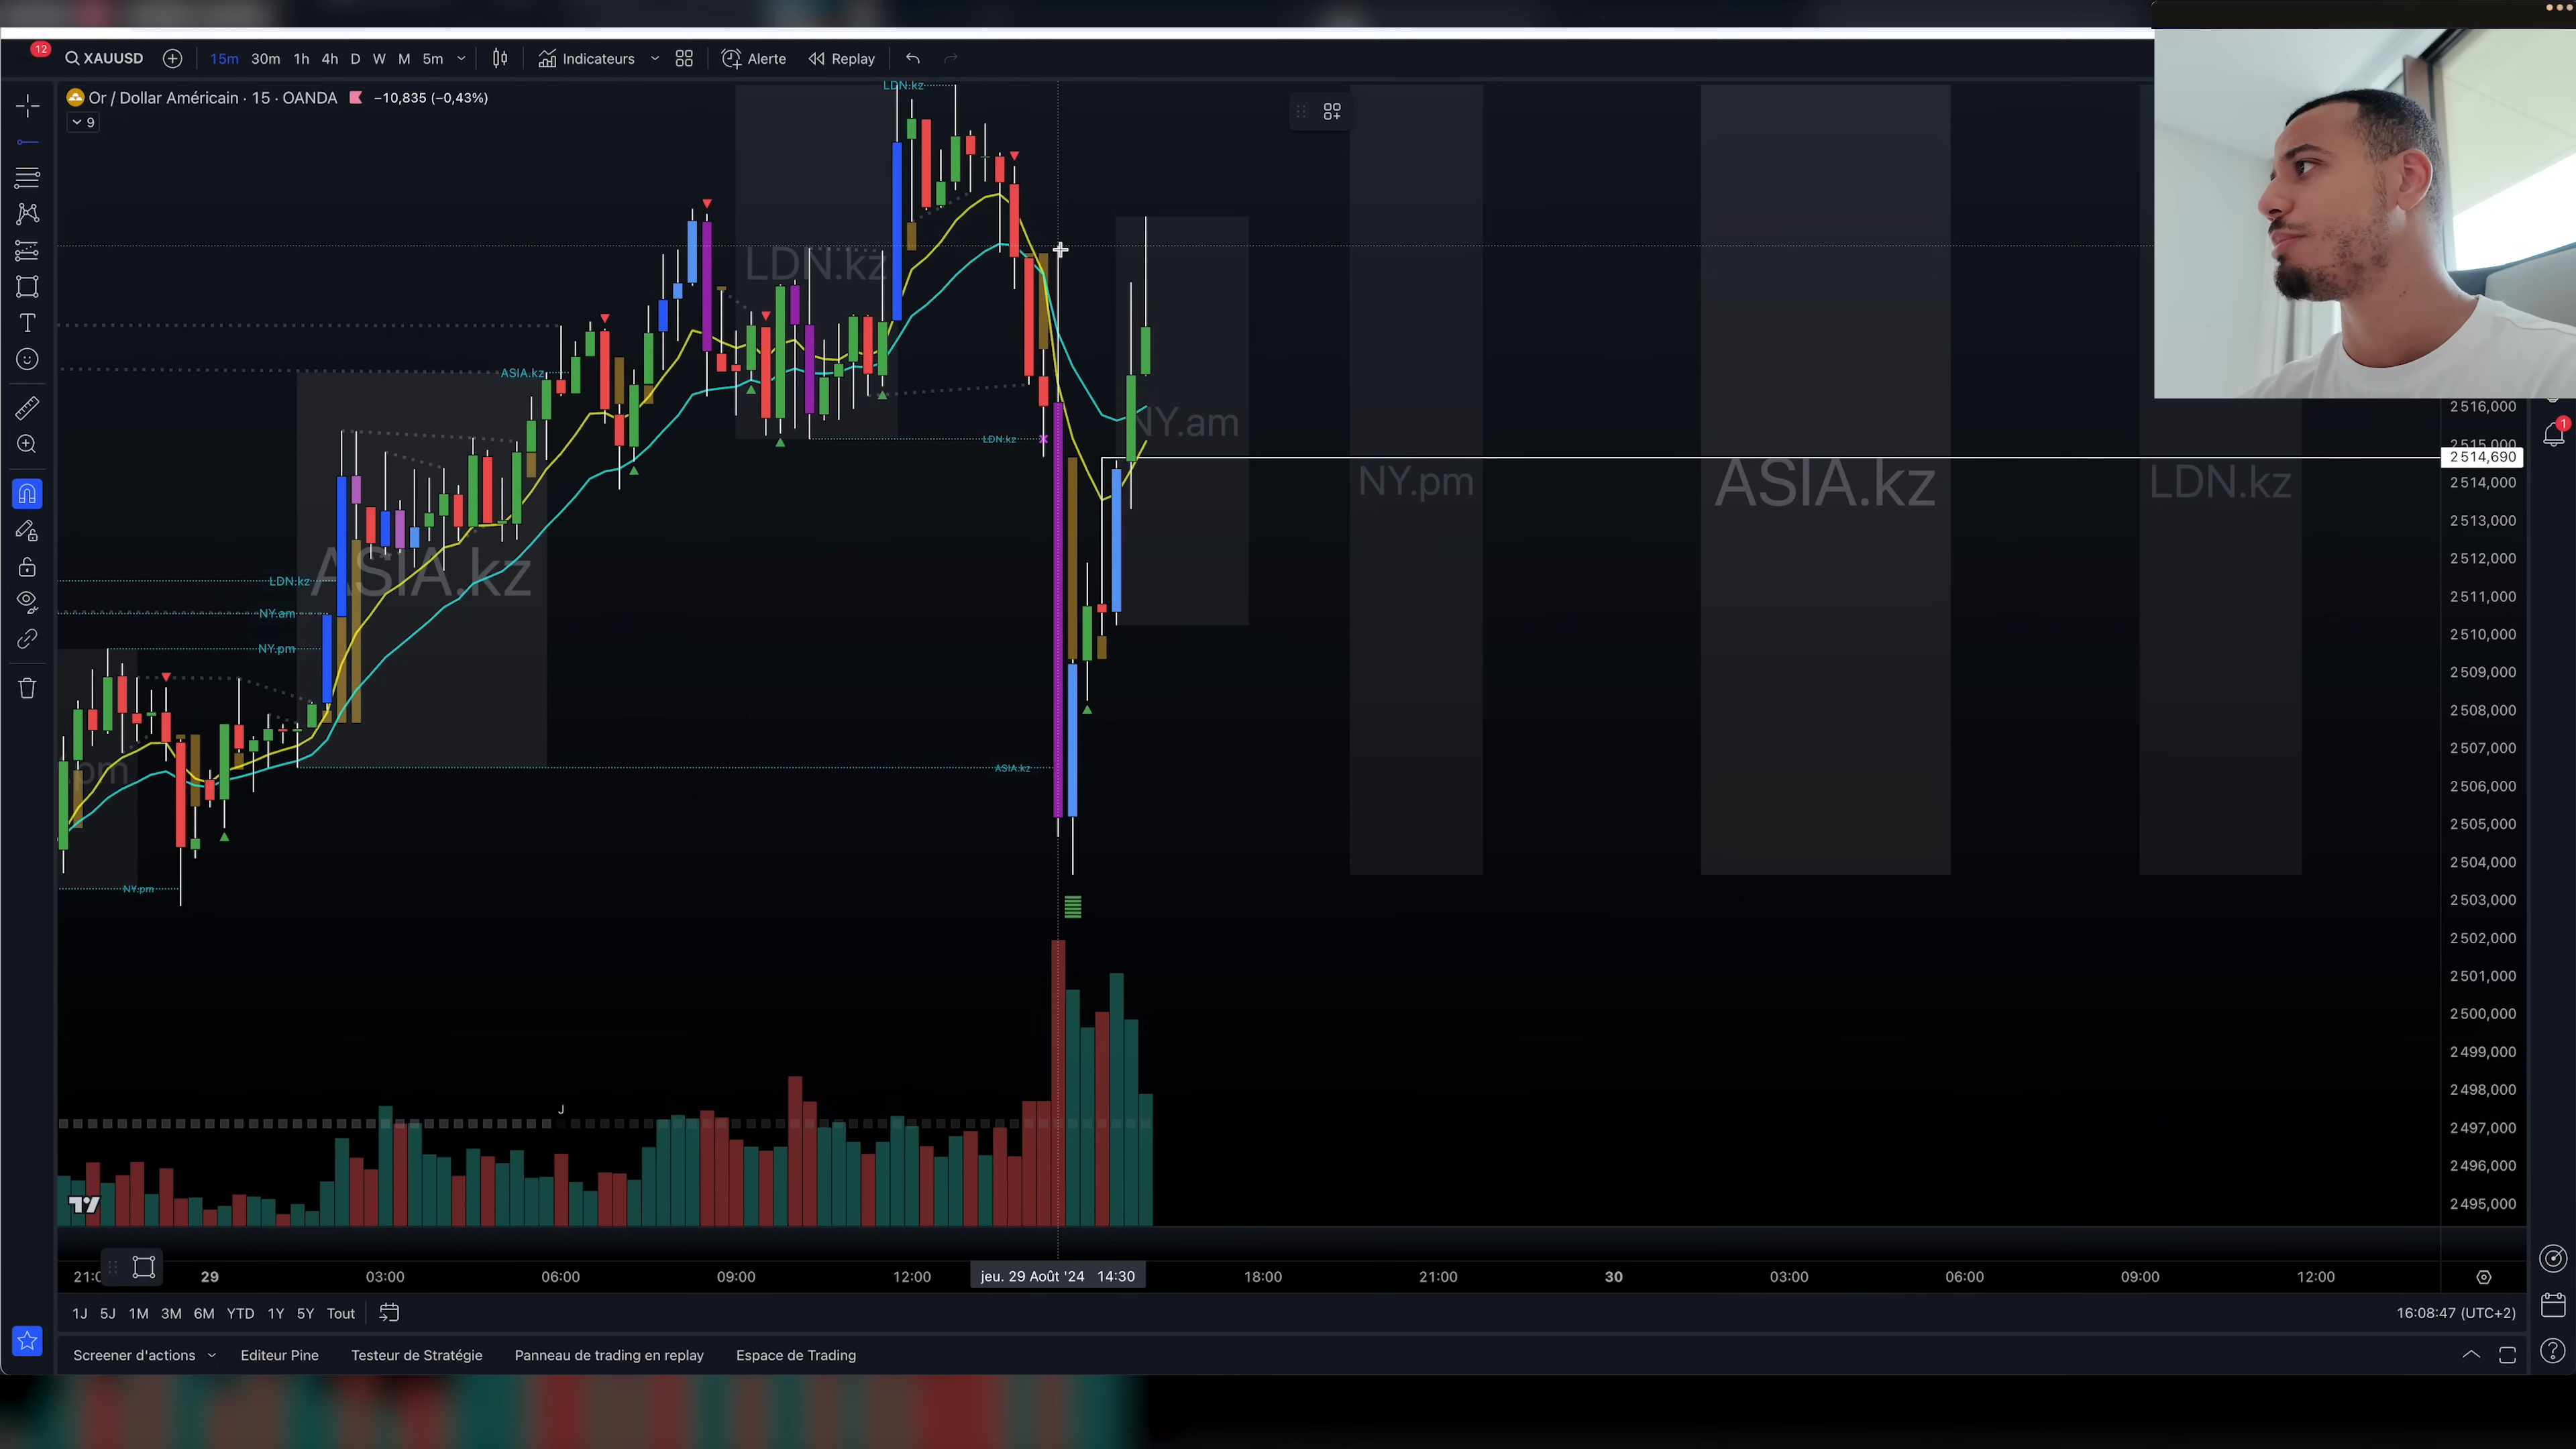 12
XAUUSD
15m 30m 1h 4h D W M 5m
Indicateurs
Alerte
Replay
Or / Dollar Américain · 15 · OANDA
−10,835 (−0,43%)
9
LDN.kz
LDN.kz
ASIA.kz
NY.am
LDN.kz
NY.pm
ASIA.kz
LDN.kz
ASIA.kz
LDN.kz
NY.am
NY.pm
.pm
ASIA.kz
NY.pm
2 516,000
2 515,000
2 514,690
2 514,000
2 513,000
2 512,000
2 511,000
2 510,000
2 509,000
2 508,000
2 507,000
2 506,000
2 505,000
2 504,000
2 503,000
2 502,000
2 501,000
2 500,000
2 499,000
2 498,000
2 497,000
2 496,000
2 495,000
1
J
21:0
29
03:00
06:00
09:00
12:00
jeu. 29 Août '24 14:30
18:00
21:00
30
03:00
06:00
09:00
12:00
1J 5J 1M 3M 6M YTD 1Y 5Y Tout
16:08:47 (UTC+2)
Screener d'actions
Editeur Pine
Testeur de Stratégie
Panneau de trading en replay
Espace de Trading